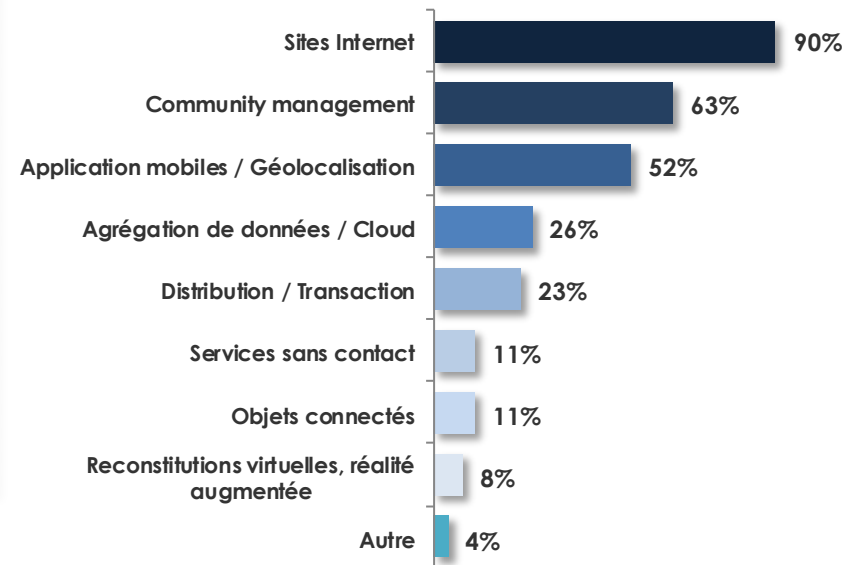 Sites Internet 90%
Community management 63%
Application mobiles / Géolocalisation 52%
Agrégation de données / Cloud 26%
Distribution / Transaction 23%
Services sans contact 11%
Objets connectés 11%
Reconstitutions virtuelles, réalité
augmentée 8%
Autre 4%